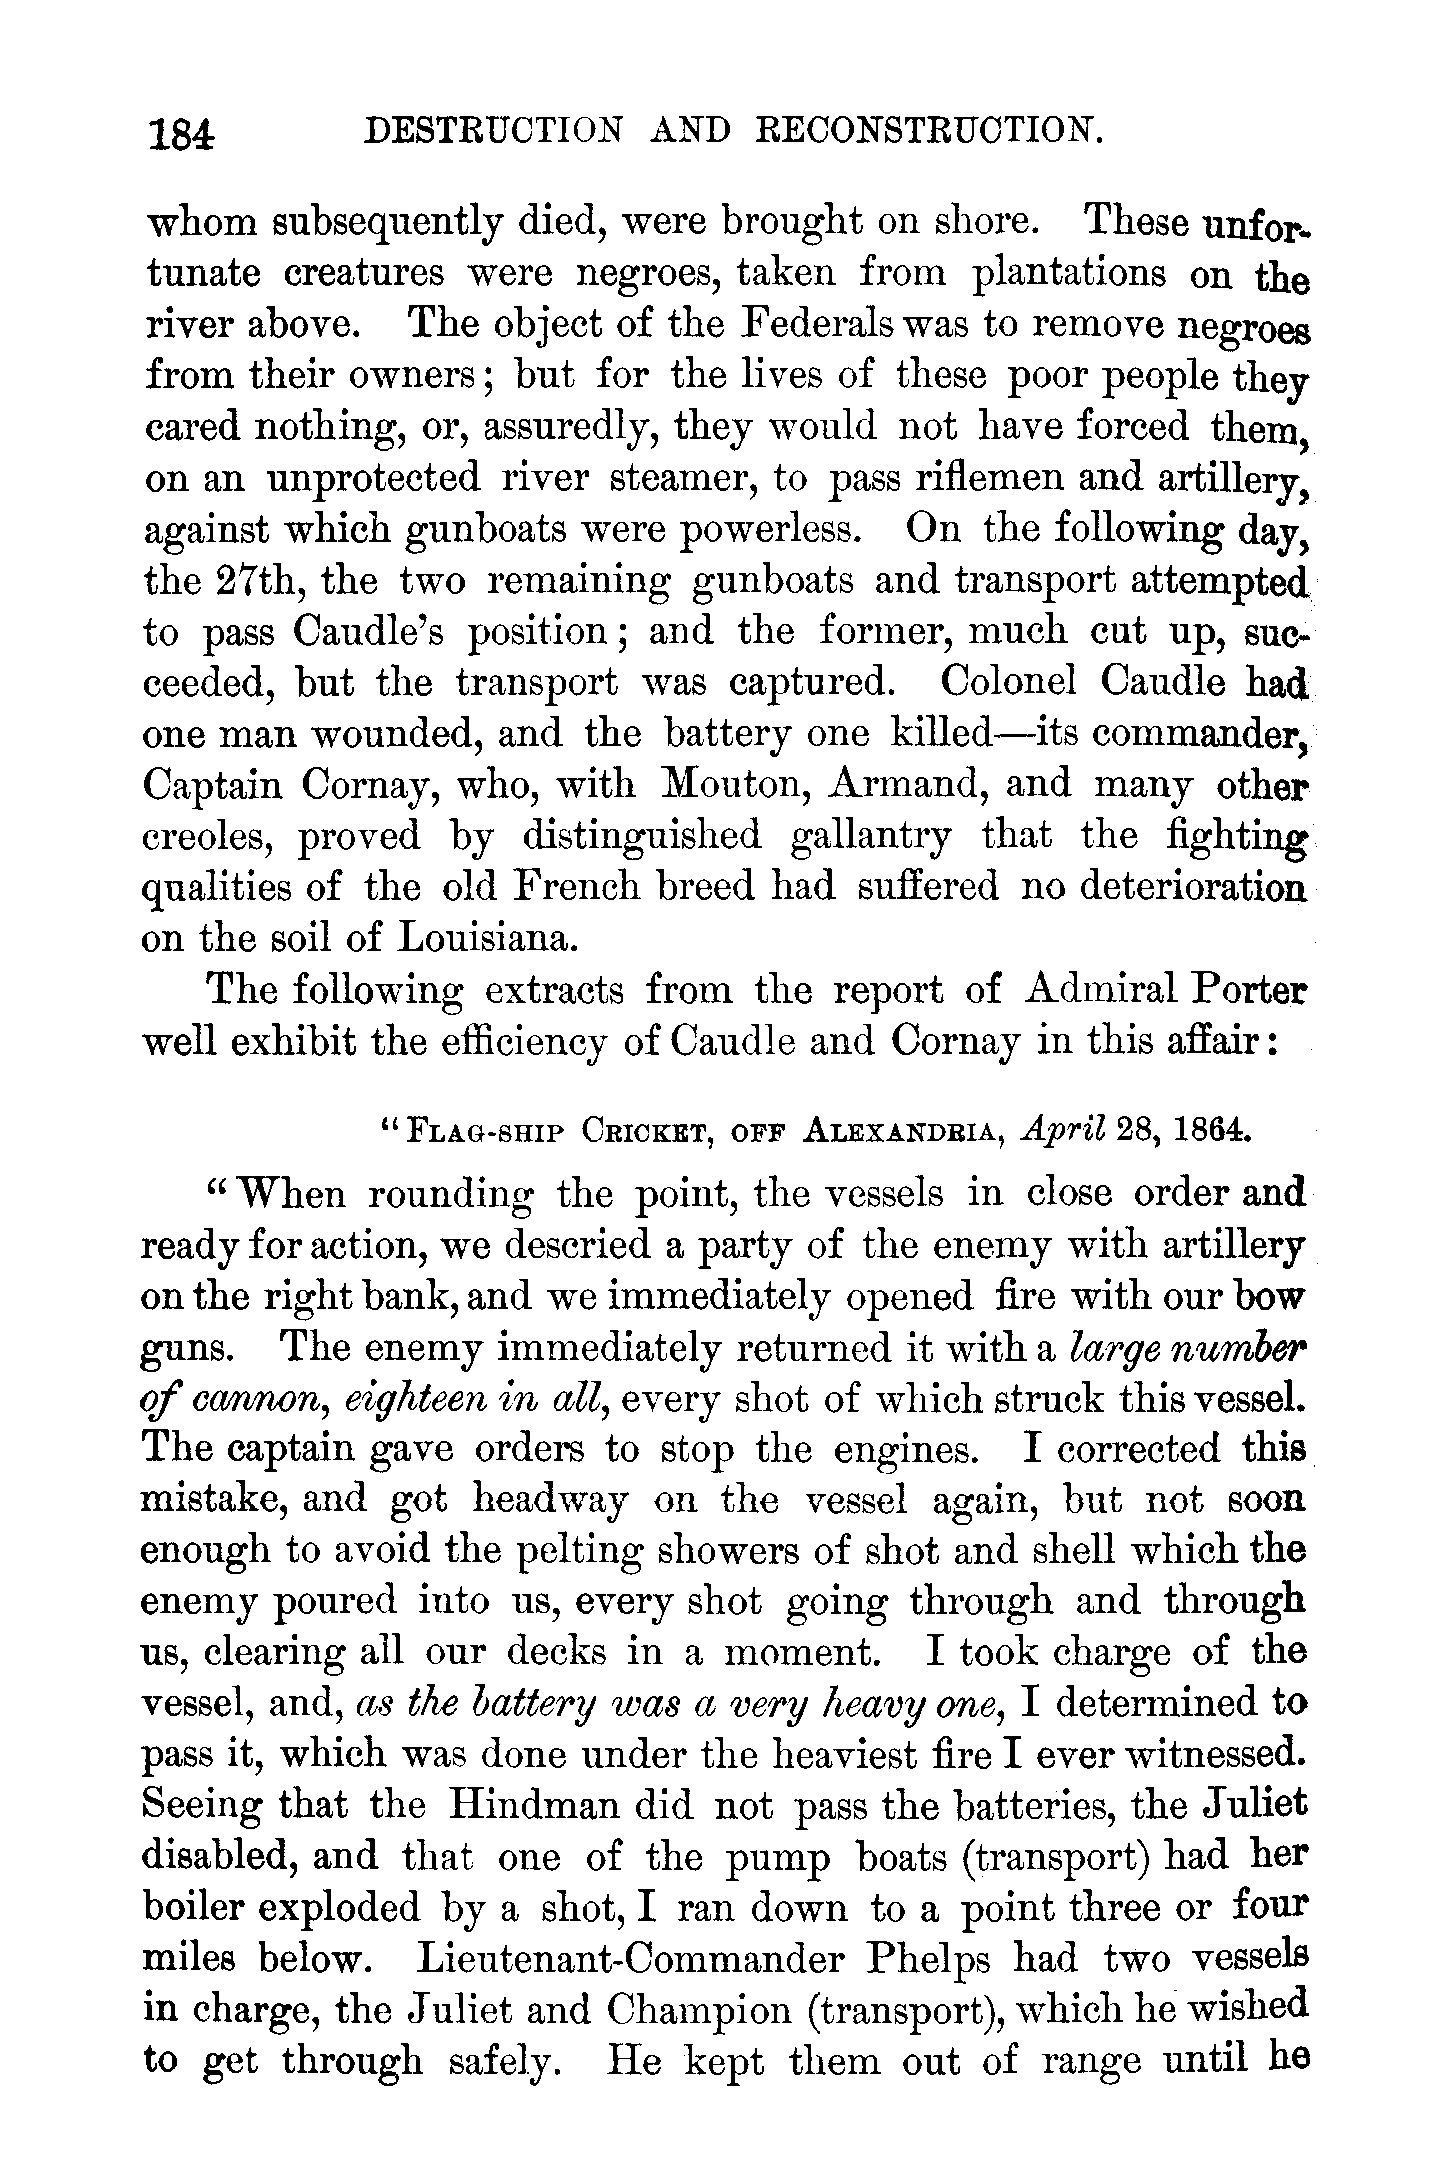 184 DESTRUCTION AND RECONSTRUCTION.
whom subsequently died, were brought on shore. These unfor-
tunate creatures were negroes, taken from plantations on the
river above. The object of the Federals was to remove negroes
from their owners; but for the lives of these poor people they
cared nothing, or, assuredly, they would not have forced them,
on an unprotected river steamer, to pass riflemen and artillery,
against which gunboats were powerless. On the following day,
the 27th, the two remaining gunboats and transport attempted
to pass Caudle's position; and the former, much cut up, suc-
ceeded, but the transport was captured. Colonel Caudle had
one man wounded, and the battery one killed—its commander,
Captain Cornay, who, with Mouton, Armand, and many other
creoles, proved by distinguished gallantry that the fighting
qualities of the old French breed had suffered no deterioration
on the soil of Louisiana.
The following extracts from the report of Admiral Porter
well exhibit the efficiency of Caudle and Cornay in this affair:
"FLAG-SHIP CRICKET, OFF ALEXANDRIA, April 28, 1864.
"When rounding the point, the vessels in close order and
ready for action, we descried a party of the enemy with artillery
on the right bank, and we immediately opened fire with our bow
guns. The enemy immediately returned it with a large number
of cannon, eighteen in all, every shot of which struck this vessel.
The captain gave orders to stop the engines. I corrected this
mistake, and got headway on the vessel again, but not soon
enough to avoid the pelting showers of shot and shell which the
enemy poured into us, every shot going through and through
us, clearing all our decks in a moment. I took charge of the
vessel, and, as the battery was a very heavy one, I determined to
pass it, which was done under the heaviest fire I ever witnessed.
Seeing that the Hindman did not pass the batteries, the Juliet
disabled, and that one of the pump boats (transport) had her
boiler exploded by a shot, I ran down to a point three or four
miles below. Lieutenant-Commander Phelps had two vessels
in charge, the Juliet and Champion (transport), which he wished
to get through safely. He kept them out of range until he